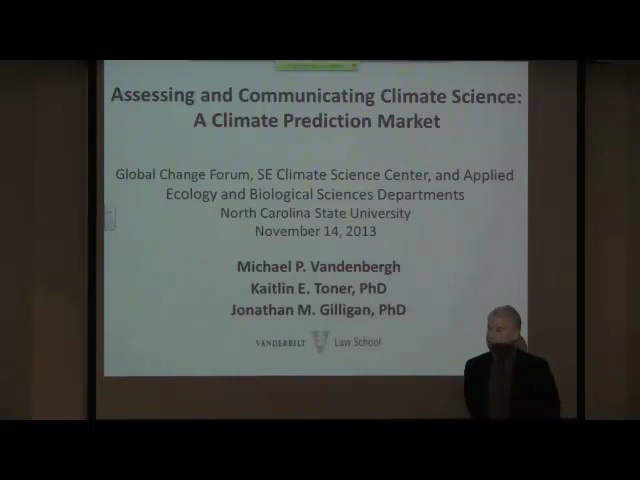 Assessing and Communicating Climate Science:
A Climate Prediction Market
Global Change Forum, SE Climate Science Center, and Applied
Ecology and Biological Sciences Departments
North Carolina State University
November 14, 2013
Michael P. Vandenbergh
Kaitlin E. Toner, PhD
Jonathan M. Gilligan, PhD
VANDERBILT Law School